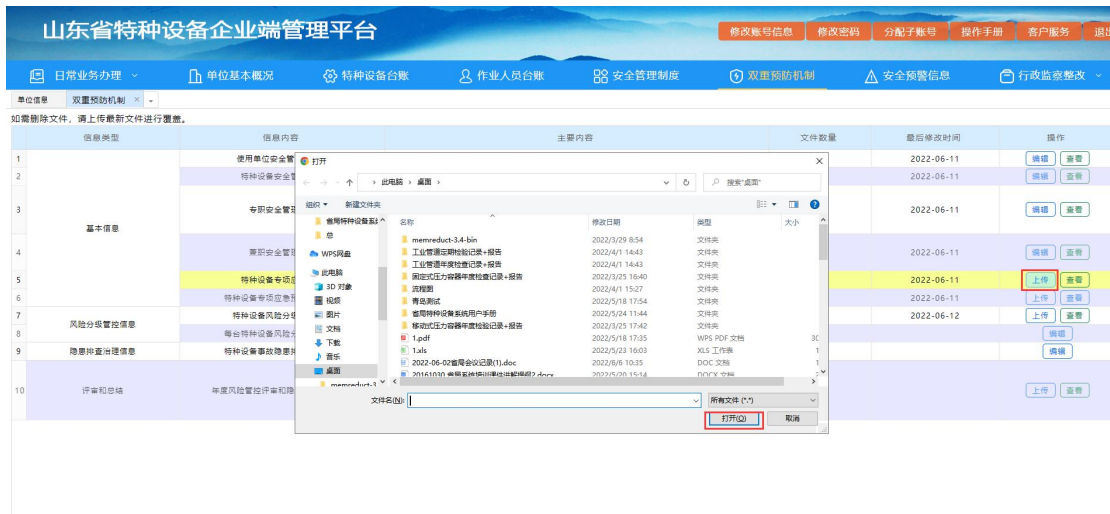 山东省特种设备企业端管理平台
修改账号信息 修改密码 分配子账号 操作手册 客户服务
日常业务办理 单位基本概况 特种设备台账 作业人员台账 安全管理制度 双重预防机制 安全预警信息 行政监察整改
单位信息 双重预防机制
如需删除文件，请上传最新文件进行覆盖。
信息类型 信息内容 主要内容 文件数量 最后修改时间 操作
1 使用单位安全管 2022-06-11 编辑 查看
2 特种设备安全管 2022-06-11 编辑 查看
3 基本信息 专职安全管理 2022-06-11 编辑 查看
4 兼职安全管理 2022-06-11 编辑 查看
5 特种设备专项应 2022-06-11 上传 查看
6 特种设备专项应急预 2022-06-11 上传 查看
7 风险分级管控信息 特种设备风险分级 2022-06-12 上传 查看
8 每台特种设备风险分 编辑
9 隐患排查治理信息 特种设备事故隐患排 编辑
10 评审和总结 年度风险管控评审和隐 上传 查看
打开
此电脑 › 桌面 › 搜索"桌面"
组织 新建文件夹
名称 修改日期 类型 大小
省局特种设备系统
总
WPS网盘
此电脑
3D 对象
视频
图片
文档
下载
音乐
桌面
memreduct-3.4-bin 2022/3/29 8:54 文件夹
工业管道定期检验记录+报告 2022/4/1 14:43 文件夹
工业管道年度检查记录+报告 2022/4/1 14:43 文件夹
固定式压力容器年度检验记录+报告 2022/3/25 16:40 文件夹
流程图 2022/4/1 15:27 文件夹
青岛测试 2022/5/18 17:54 文件夹
省局特种设备系统用户手册 2022/5/24 11:44 文件夹
移动式压力容器年度检验记录+报告 2022/3/25 17:42 文件夹
1.pdf 2022/5/18 17:35 WPS PDF 文档
1.xls 2022/5/23 16:03 XLS 工作表
2022-06-02省局会议记录(1).doc 2022/6/6 10:35 DOC 文档
20161030 省局系统培训课件讲解修程2.docx 2022/5/20 15:14 DOCX 文档
文件名(N): 所有文件 (*.*)
打开(O) 取消